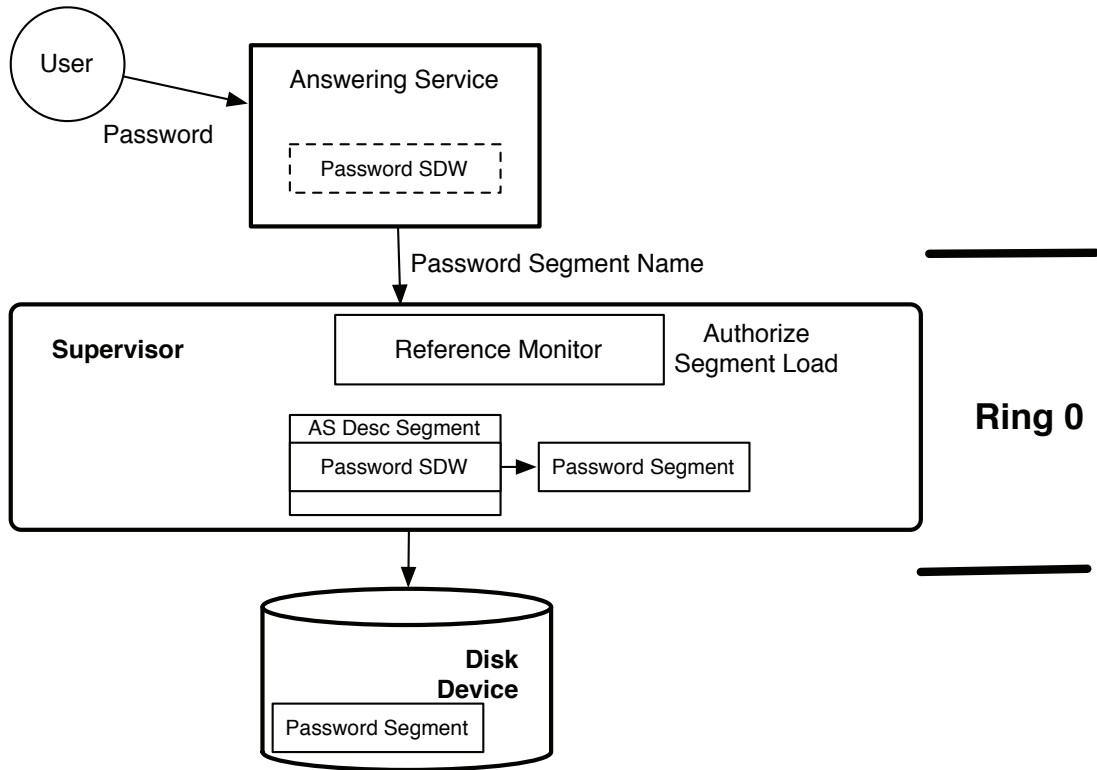 User
Answering Service
Password
Password SDW
Password Segment Name
Supervisor
Reference Monitor
Authorize
Segment Load
Ring 0
AS Desc Segment
Password SDW
Password Segment
Disk
Device
Password Segment